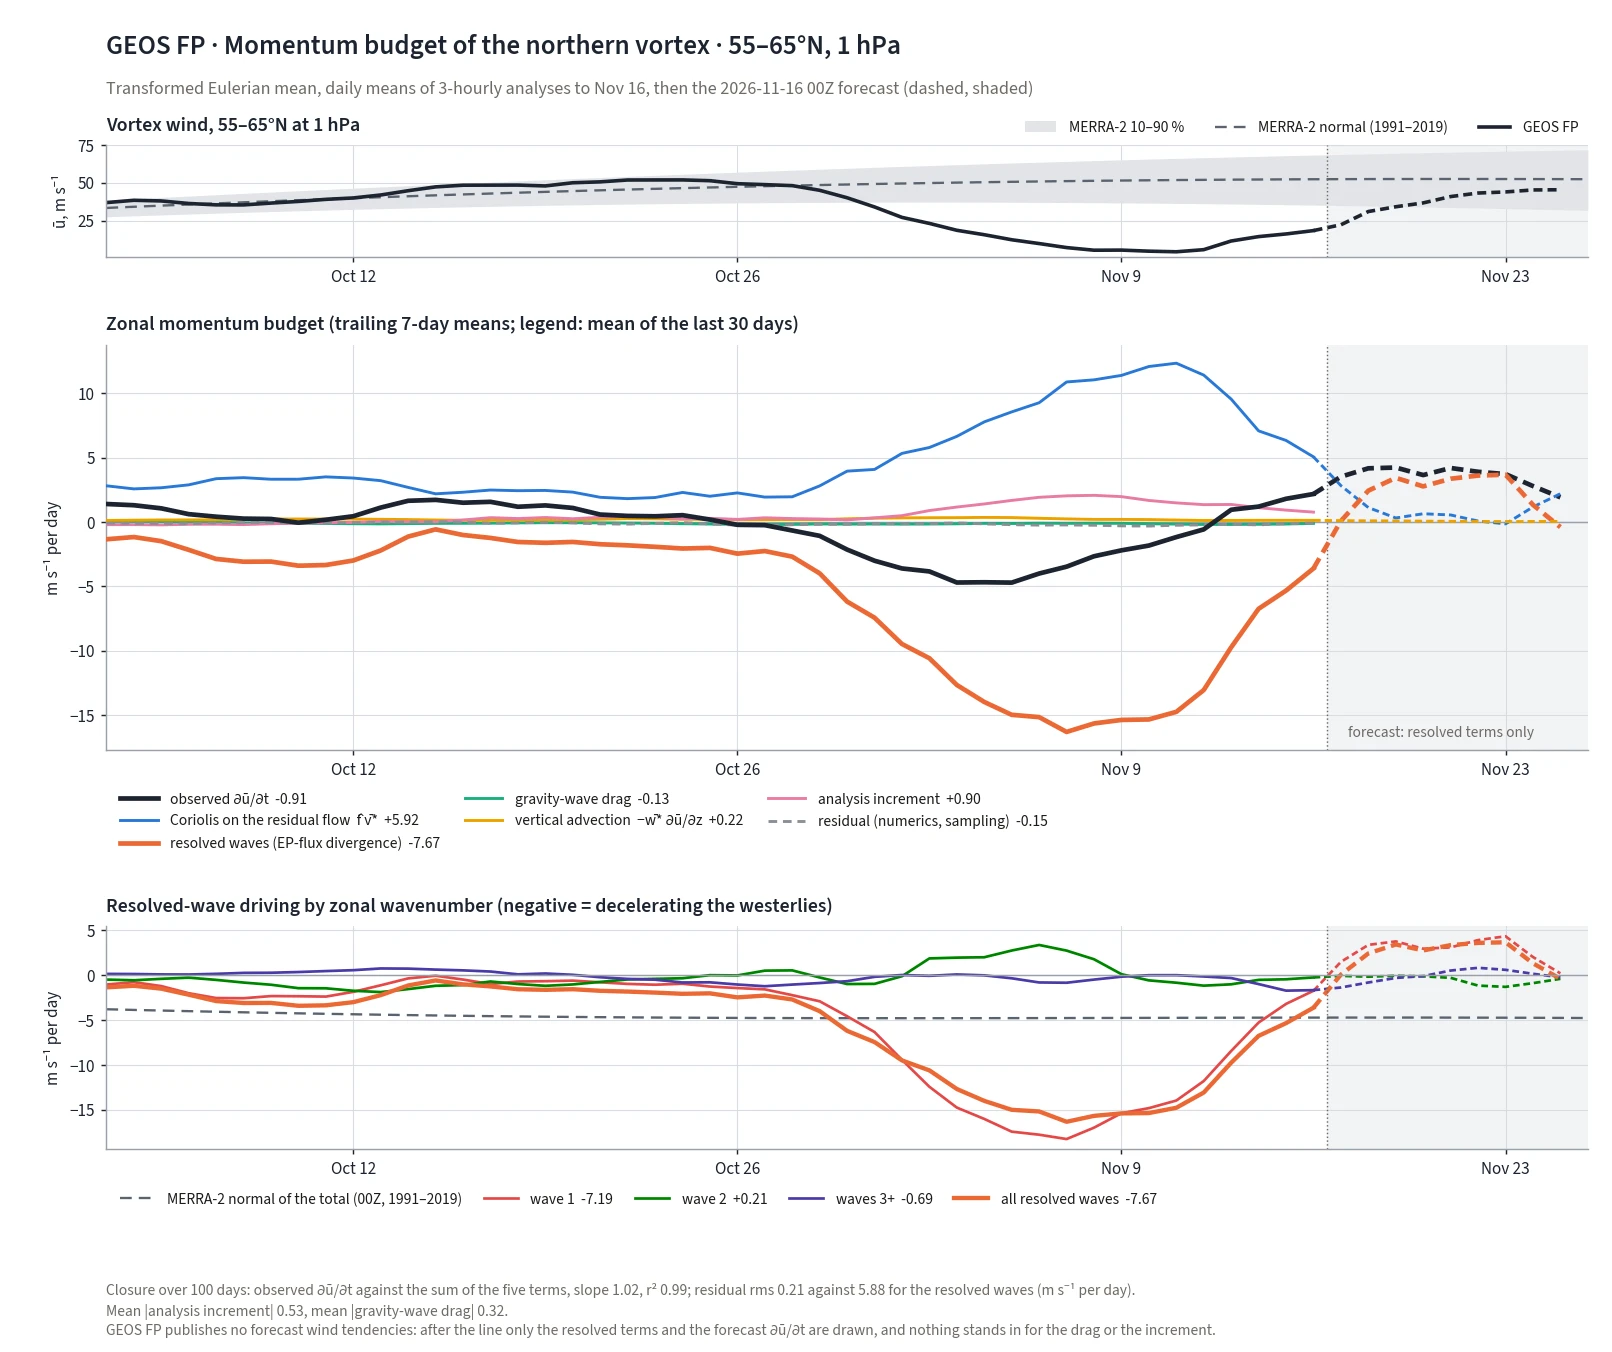 GEOS FP · Momentum budget of the northern vortex · 55–65°N, 1 hPa
Transformed Eulerian mean, daily means of 3-hourly analyses to Nov 16, then the 2026-11-16 00Z forecast (dashed, shaded)
Vortex wind, 55–65°N at 1 hPa
MERRA-2 10–90 %
MERRA-2 normal (1991–2019)
GEOS FP
75
50
25
ū, m s⁻¹
Oct 12
Oct 26
Nov 9
Nov 23
Zonal momentum budget (trailing 7-day means; legend: mean of the last 30 days)
10
5
0
−5
−10
−15
m s⁻¹ per day
forecast: resolved terms only
Oct 12
Oct 26
Nov 9
Nov 23
observed ∂ū/∂t -0.91
gravity-wave drag -0.13
analysis increment +0.90
Coriolis on the residual flow f v̄* +5.92
vertical advection −w̄* ∂ū/∂z +0.22
residual (numerics, sampling) -0.15
resolved waves (EP-flux divergence) -7.67
Resolved-wave driving by zonal wavenumber (negative = decelerating the westerlies)
5
0
−5
−10
−15
m s⁻¹ per day
Oct 12
Oct 26
Nov 9
Nov 23
MERRA-2 normal of the total (00Z, 1991–2019)
wave 1 -7.19
wave 2 +0.21
waves 3+ -0.69
all resolved waves -7.67
Closure over 100 days: observed ∂ū/∂t against the sum of the five terms, slope 1.02, r² 0.99; residual rms 0.21 against 5.88 for the resolved waves (m s⁻¹ per day).
Mean |analysis increment| 0.53, mean |gravity-wave drag| 0.32.
GEOS FP publishes no forecast wind tendencies: after the line only the resolved terms and the forecast ∂ū/∂t are drawn, and nothing stands in for the drag or the increment.